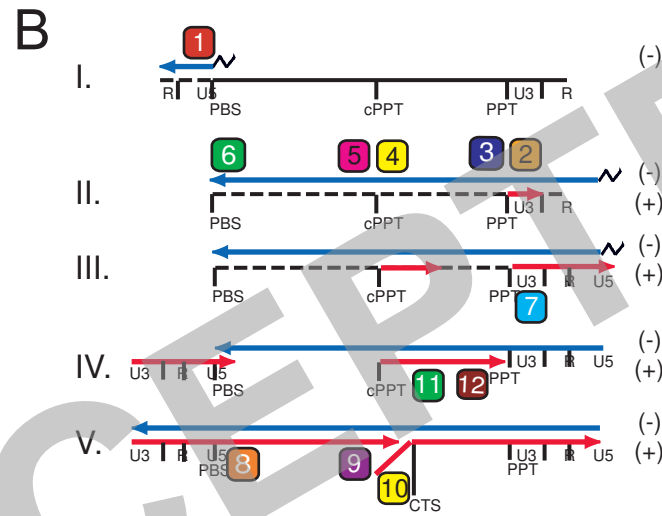 B
1
I.
(-)
R U5 PBS cPPT PPT U3 R
6 5 4 3 2
II.
(-)
(+)
PBS cPPT PPT U3 R
III.
(-)
(+)
PBS cPPT PPT U3 R U5
7
IV.
(-)
(+)
U3 R U5 PBS cPPT PPT U3 R U5
11 12
V.
(-)
(+)
U3 R U5 PBS PPT U3 R U5
8 9 10
CTS
CEPTE